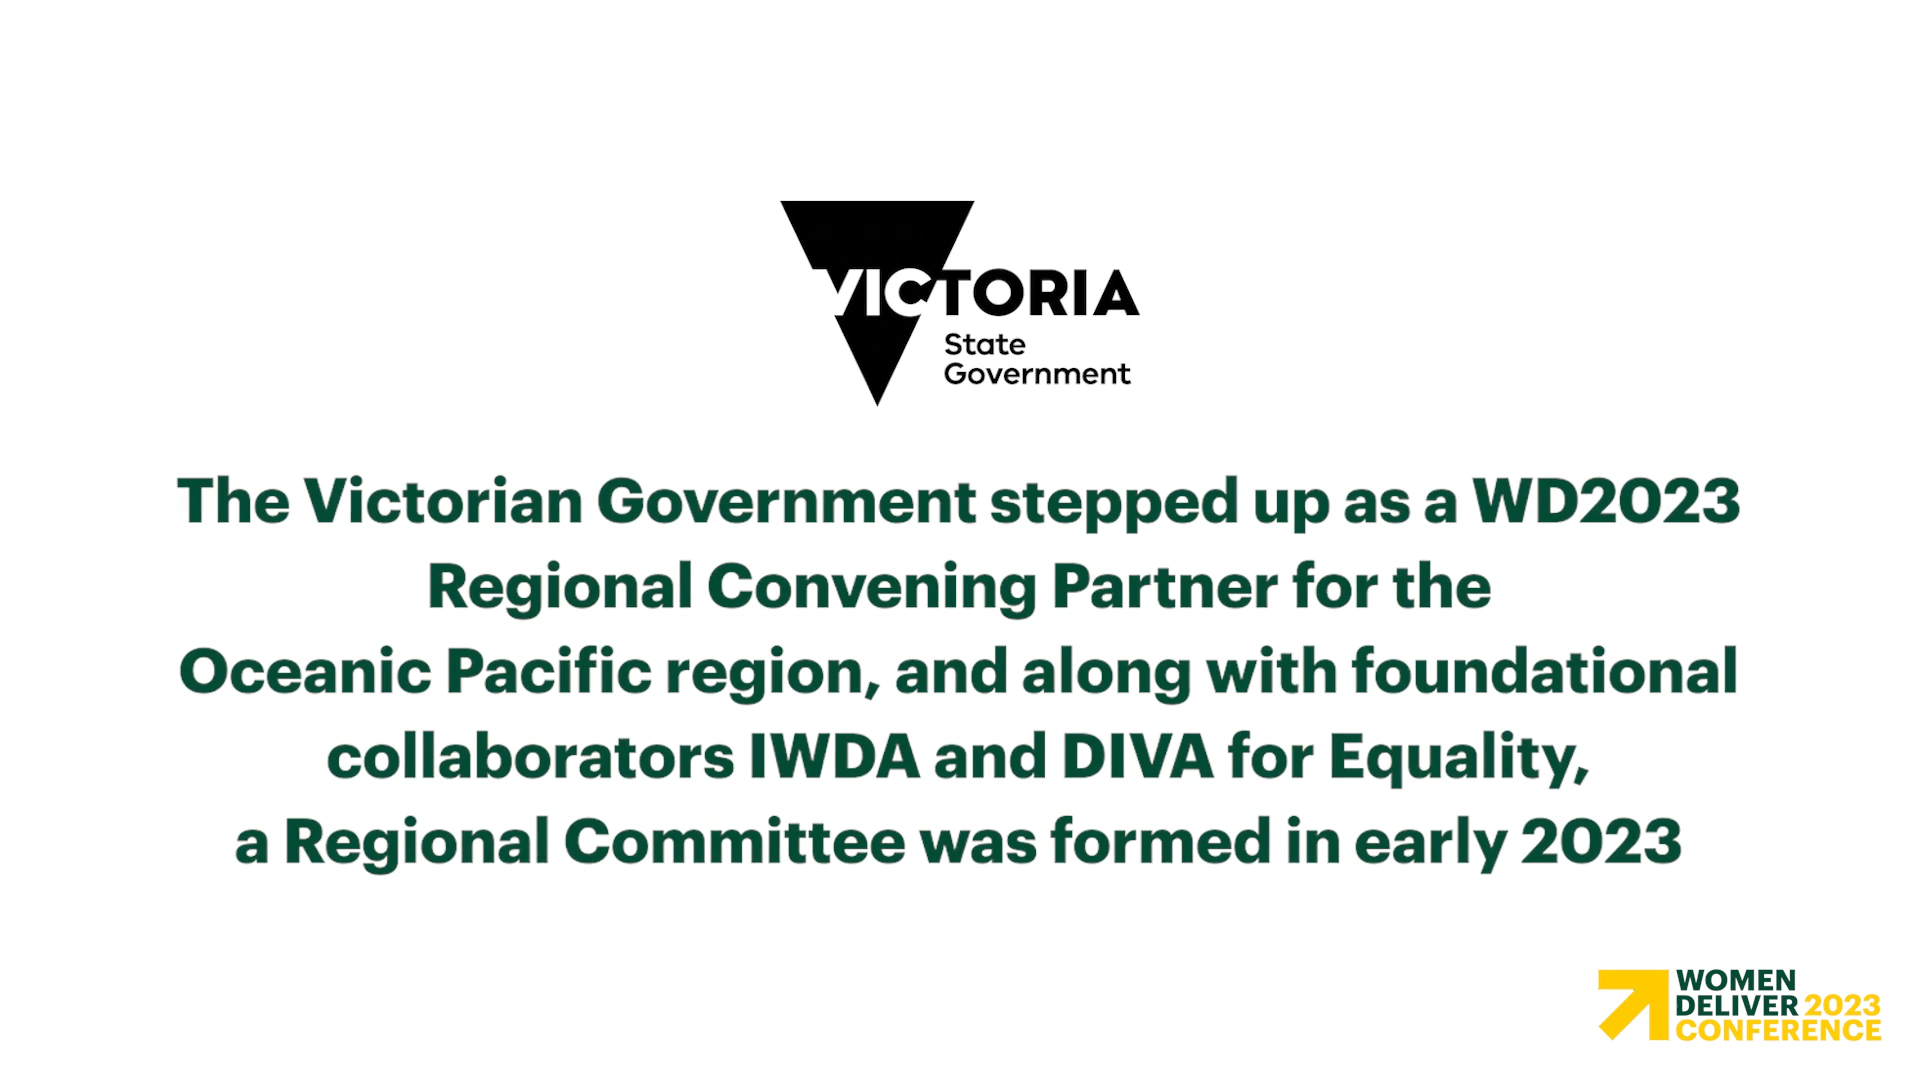 VICTORIA
State
Government
The Victorian Government stepped up as a WD2023
Regional Convening Partner for the
Oceanic Pacific region, and along with foundational
collaborators IWDA and DIVA for Equality,
a Regional Committee was formed in early 2023
WOMEN
DELIVER 2023
CONFERENCE